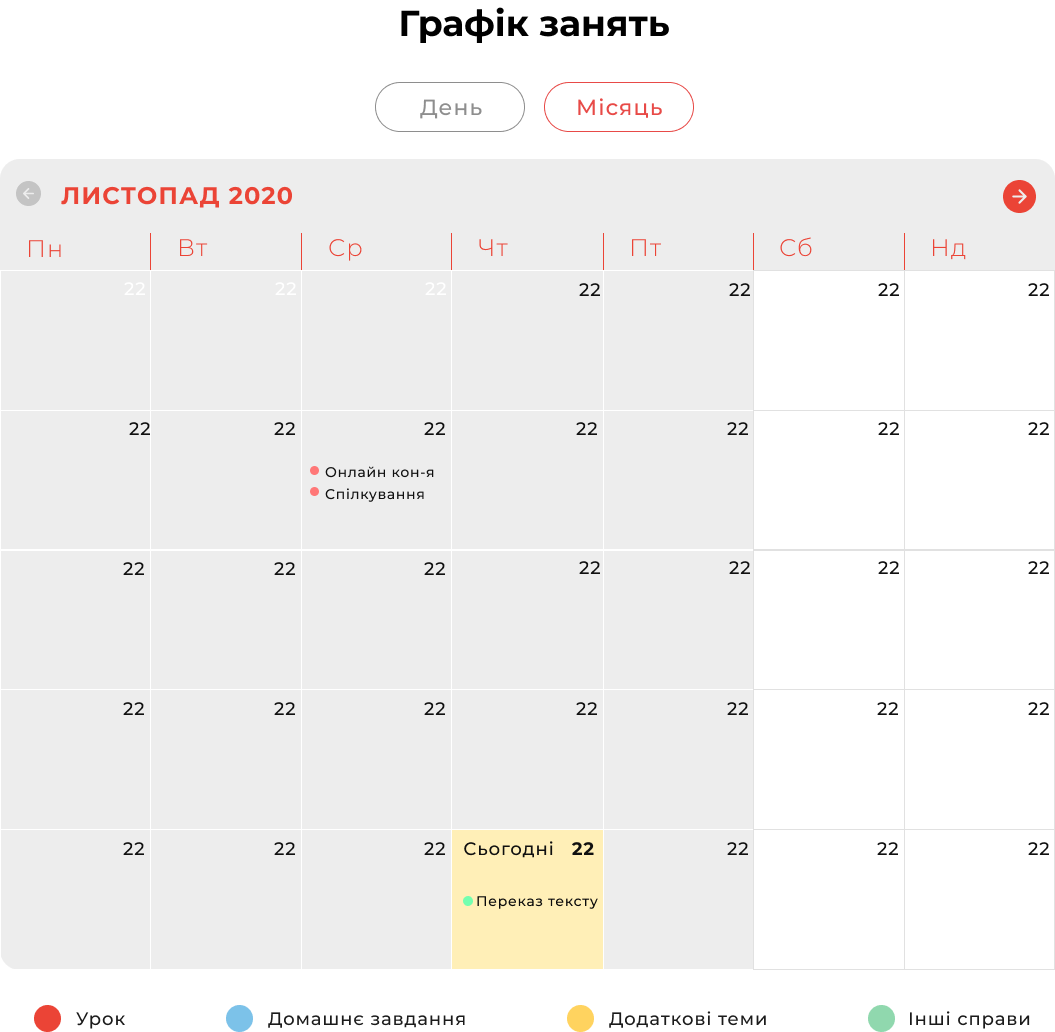 Графік занять
День Місяць
ЛИСТОПАД 2020
Пн Вт Ср Чт Пт Сб Нд
22 22 22 22 22 22 22
22 22 22 22 22 22 22
Онлайн кон-я
Спілкування
22 22 22 22 22 22 22
22 22 22 22 22 22 22
22 22 22 Сьогодні 22 22 22 22
Переказ тексту
Урок Домашнє завдання Додаткові теми Інші справи